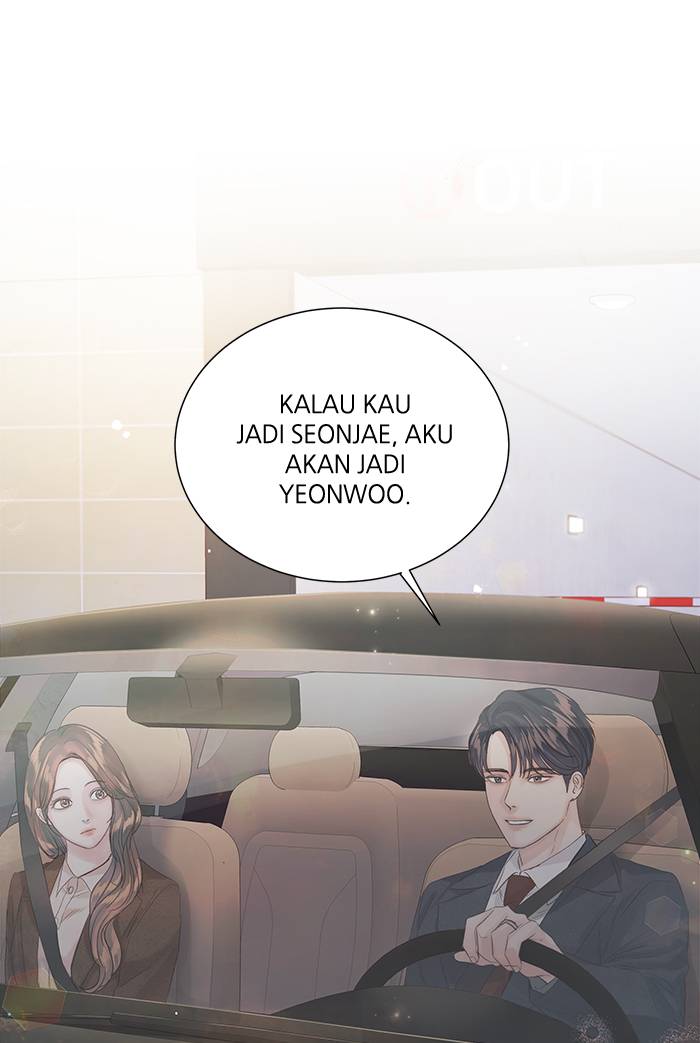 OUT
KALAU KAU
JADI SEONJAE, AKU
AKAN JADI
YEONWOO.